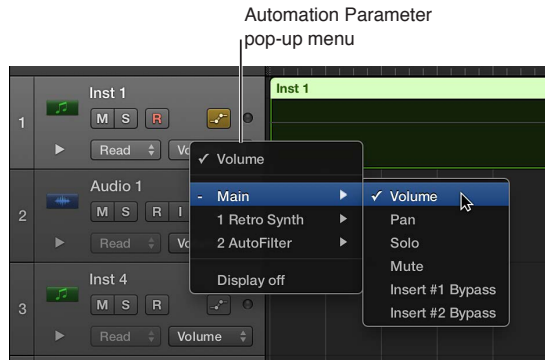 Automation Parameter
pop-up menu
Inst 1
Inst 1
M S R
1
Read
✓ Volume
Audio 1
- Main
✓ Volume
M S R I
2
1 Retro Synth
Pan
Read
2 AutoFilter
Solo
Inst 4
Display off
Mute
M S R
Insert #1 Bypass
3
Read Volume
Insert #2 Bypass